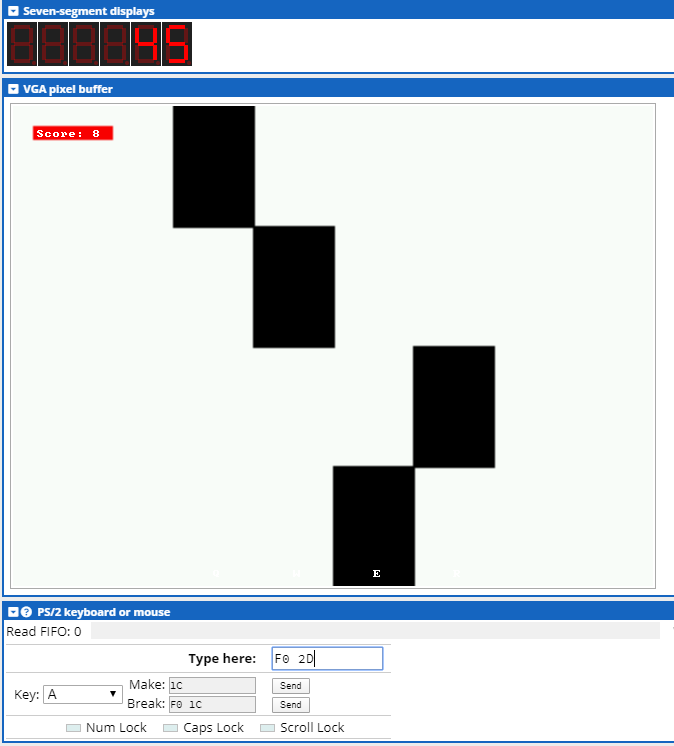 Seven-segment displays
45
VGA pixel buffer
Score: 8
E
PS/2 keyboard or mouse
Read FIFO: 0
Type here: F0 2D
Key: A Make: 1C Send
Break: F0 1C Send
Num Lock Caps Lock Scroll Lock